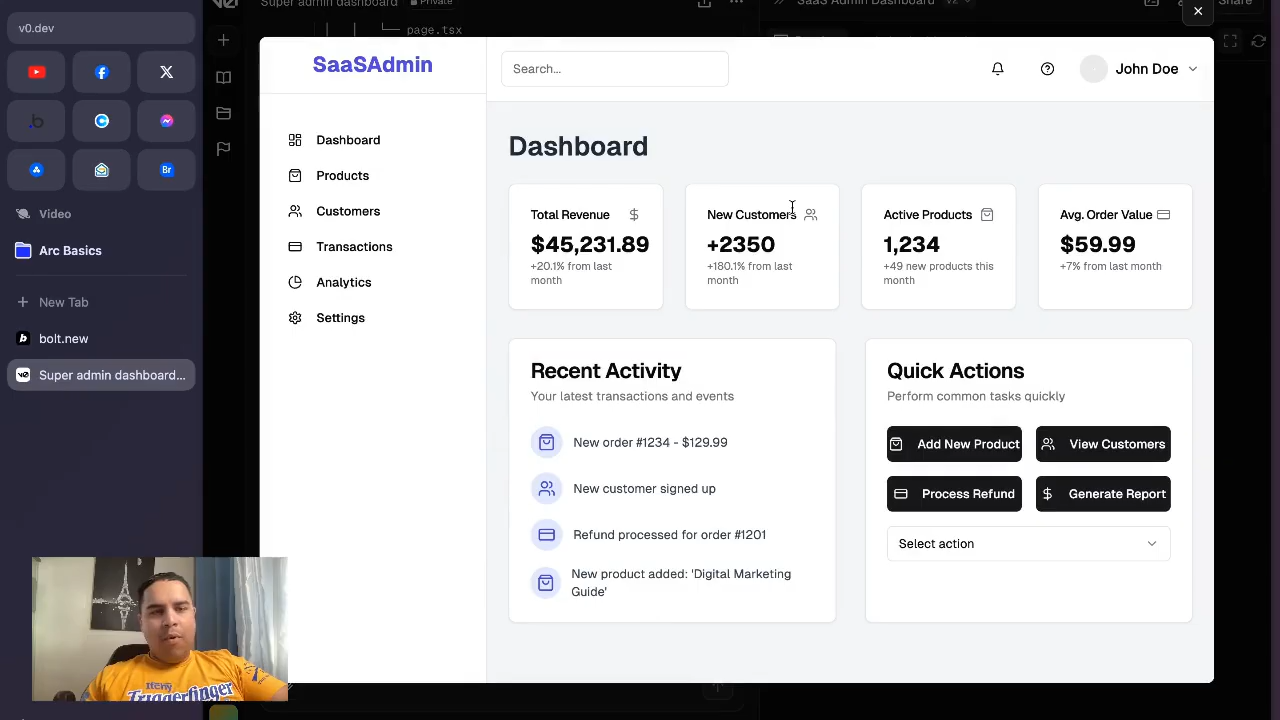 v0.dev
Super admin dashboard
Private
SaaS Admin Dashboard
Share
page.tsx
SaaSAdmin
Search...
John Doe
Video
Arc Basics
New Tab
bolt.new
Super admin dashboard...
Dashboard
Products
Customers
Transactions
Analytics
Settings
Dashboard
Total Revenue
$45,231.89
+20.1% from last
month
New Customers
+2350
+180.1% from last
month
Active Products
1,234
+49 new products this
month
Avg. Order Value
$59.99
+7% from last month
Recent Activity
Your latest transactions and events
New order #1234 - $129.99
New customer signed up
Refund processed for order #1201
New product added: 'Digital Marketing
Guide'
Quick Actions
Perform common tasks quickly
Add New Product
View Customers
Process Refund
Generate Report
Select action
Triggerfinger